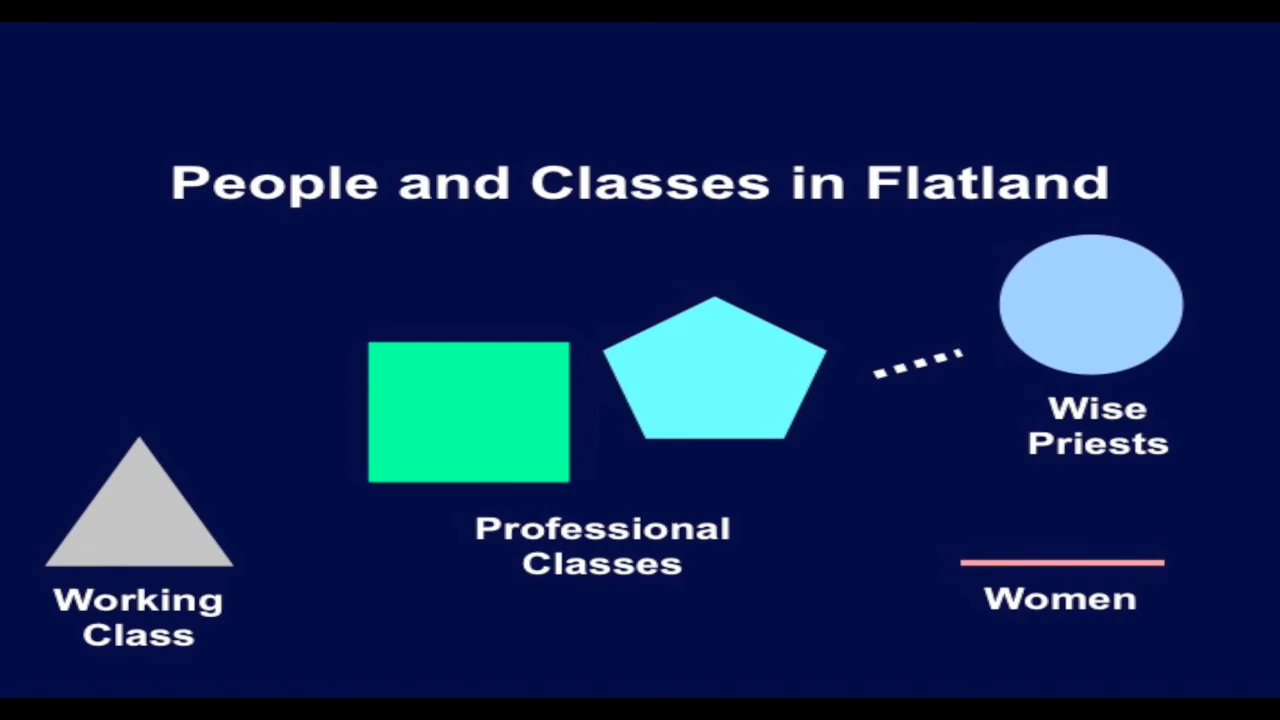 People and Classes in Flatland
Wise
Priests
Professional
Classes
Working
Class
Women